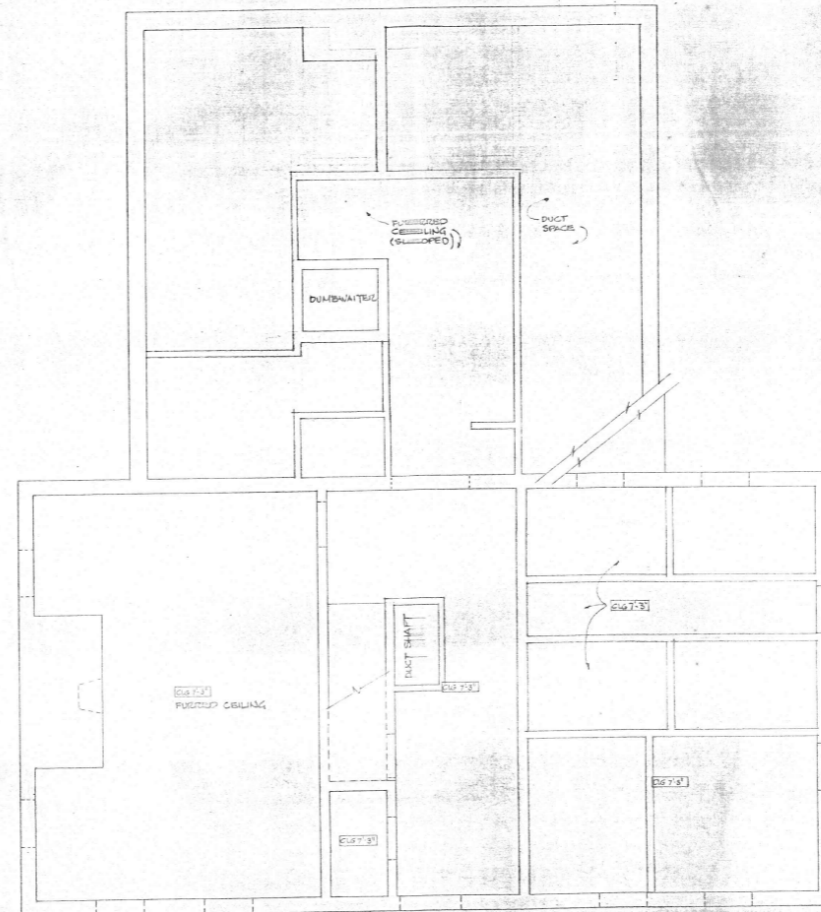 FURRED
CEILING
(SLOPED)
DUCT
SPACE
DUMBWAITER
CLG 7'-3"
DUCT SHAFT
CLG 7'-3"
FURRED CEILING
CLG 7'-3"
CLG 7'-3"
CLG 7'-3"